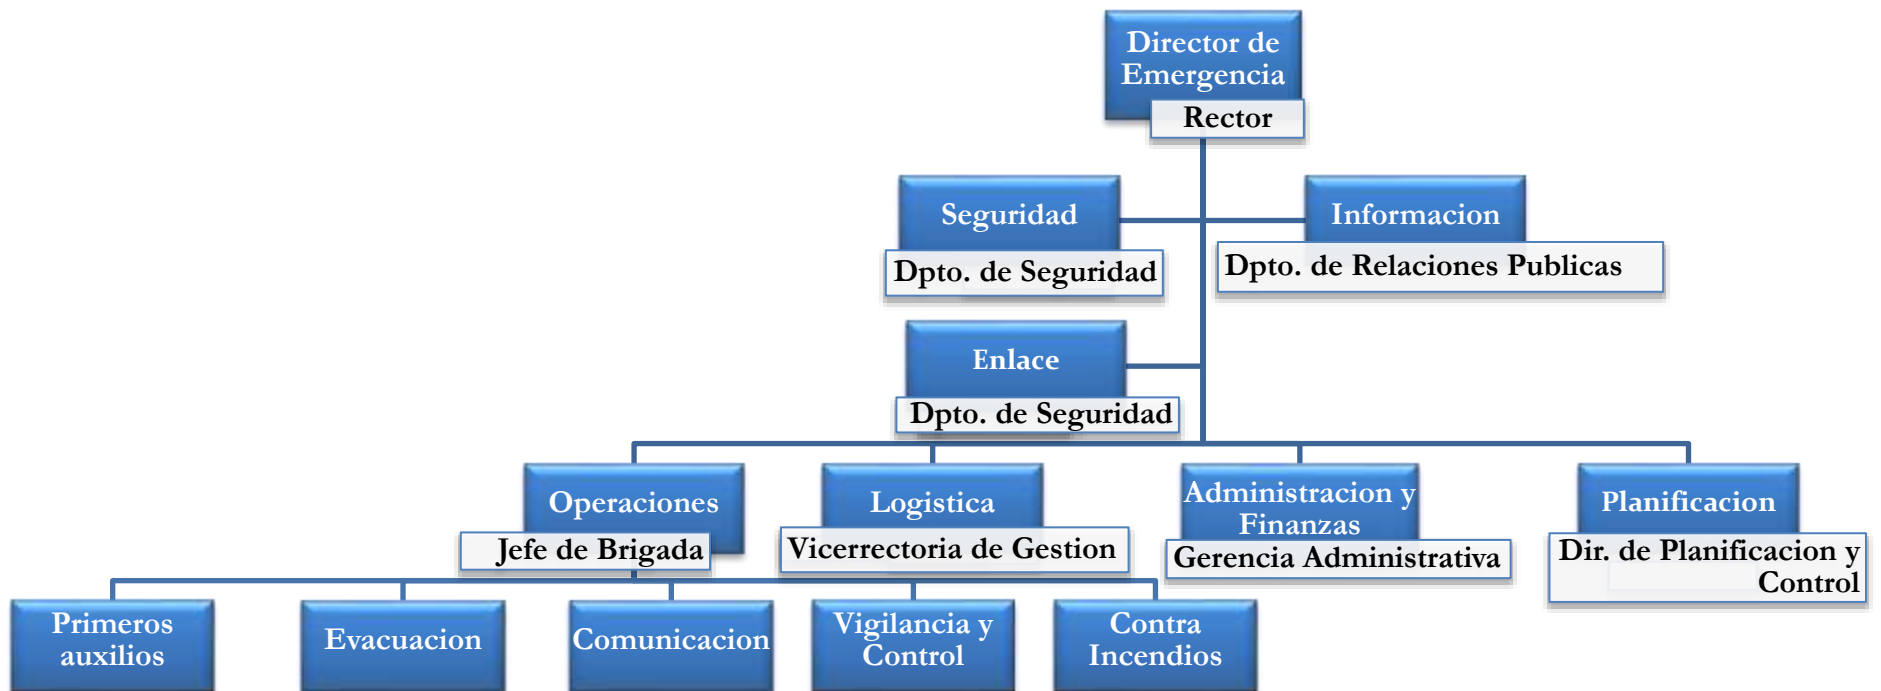 Director de
Emergencia
Rector
Seguridad
Dpto. de Seguridad
Informacion
Dpto. de Relaciones Publicas
Enlace
Dpto. de Seguridad
Operaciones
Jefe de Brigada
Logistica
Vicerrectoria de Gestion
Administracion y
Finanzas
Gerencia Administrativa
Planificacion
Dir. de Planificacion y
Control
Primeros
auxilios
Evacuacion
Comunicacion
Vigilancia y
Control
Contra
Incendios